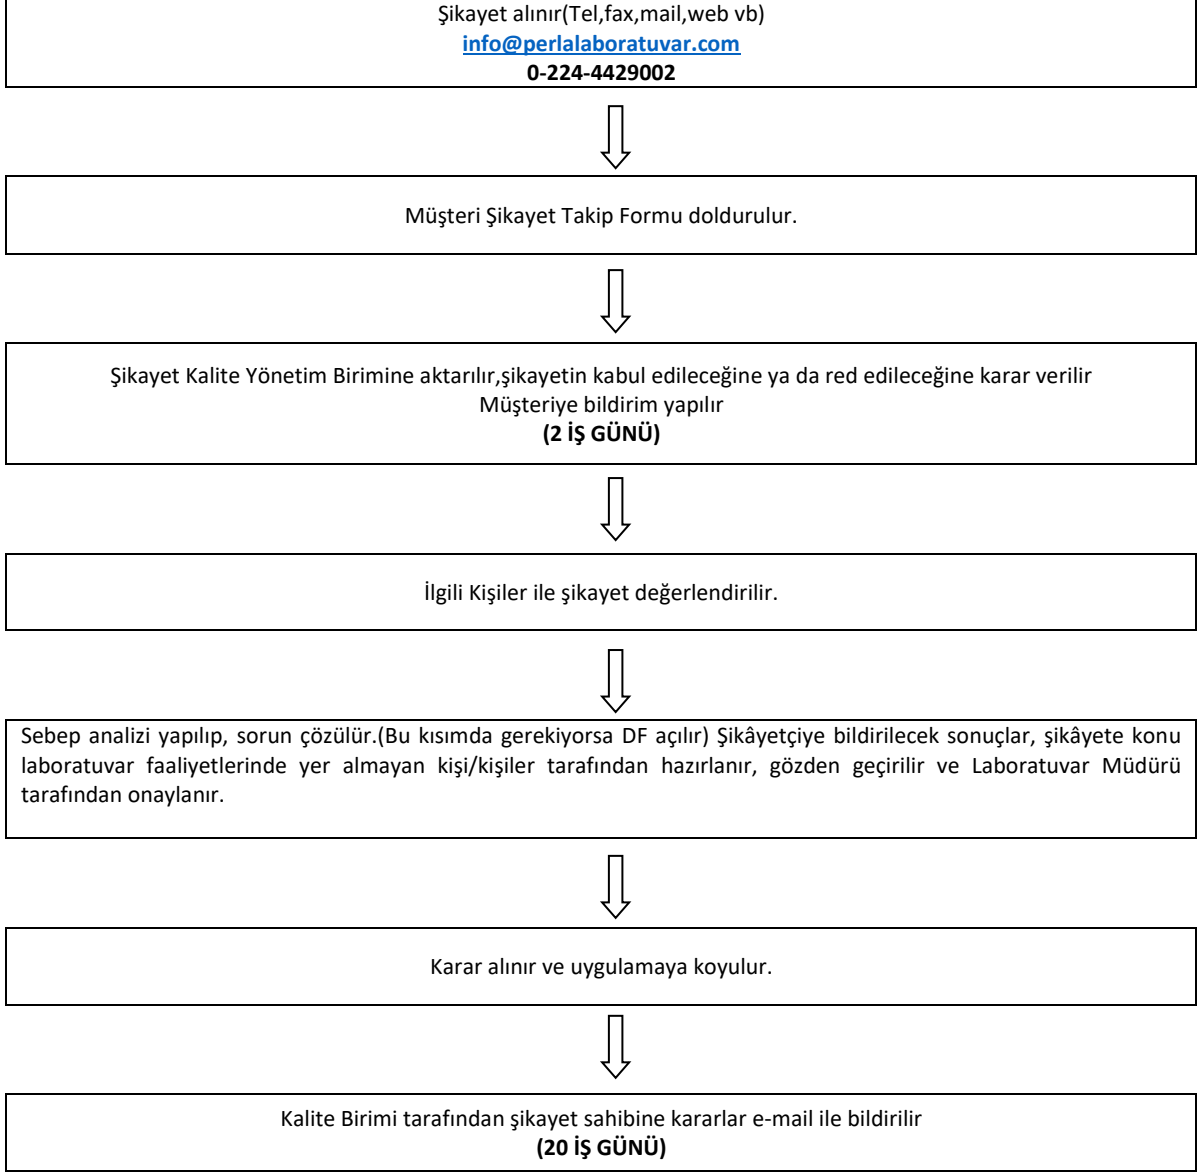 Şikayet alınır(Tel,fax,mail,web vb)
info@perlalaboratuvar.com
0-224-4429002
Müşteri Şikayet Takip Formu doldurulur.
Şikayet Kalite Yönetim Birimine aktarılır,şikayetin kabul edileceğine ya da red edileceğine karar verilir
Müşteriye bildirim yapılır
(2 İŞ GÜNÜ)
İlgili Kişiler ile şikayet değerlendirilir.
Sebep analizi yapılıp, sorun çözülür.(Bu kısımda gerekiyorsa DF açılır) Şikâyetçiye bildirilecek sonuçlar, şikâyete konu
laboratuvar faaliyetlerinde yer almayan kişi/kişiler tarafından hazırlanır, gözden geçirilir ve Laboratuvar Müdürü
tarafından onaylanır.
Karar alınır ve uygulamaya koyulur.
Kalite Birimi tarafından şikayet sahibine kararlar e-mail ile bildirilir
(20 İŞ GÜNÜ)